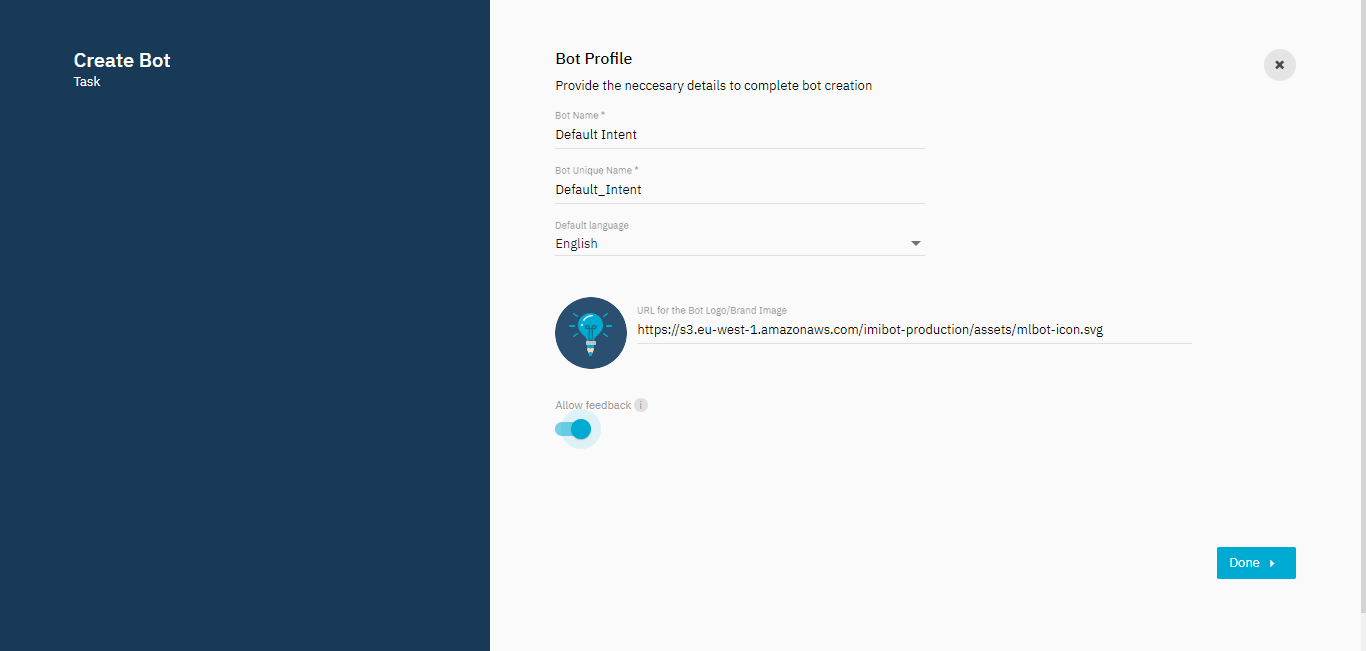 Create Bot
Task
Bot Profile
Provide the neccesary details to complete bot creation
Bot Name *
Default Intent
Bot Unique Name *
Default_Intent
Default language
English
URL for the Bot Logo/Brand Image
https://s3.eu-west-1.amazonaws.com/imibot-production/assets/mlbot-icon.svg
Allow feedback i
Done